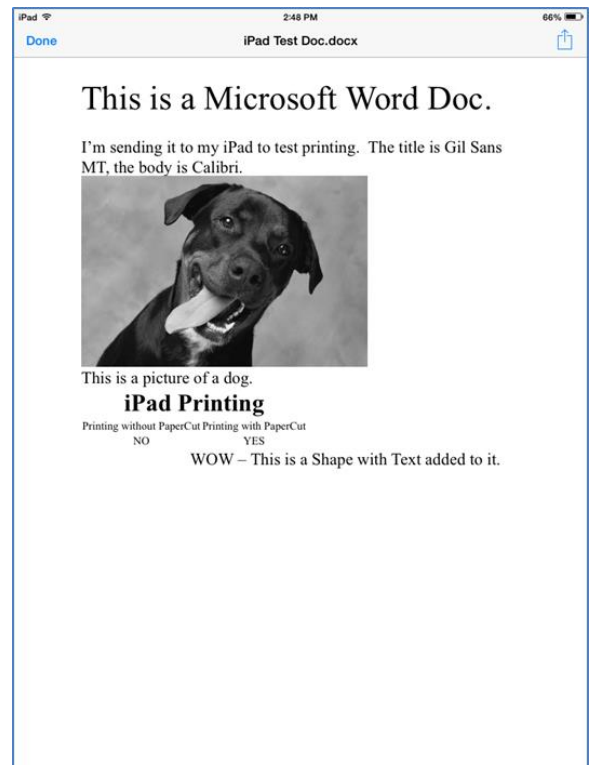 iPad 2:48 PM 66%
Done iPad Test Doc.docx
This is a Microsoft Word Doc.
I'm sending it to my iPad to test printing.  The title is Gil Sans
MT, the body is Calibri.
This is a picture of a dog.
iPad Printing
Printing without PaperCut Printing with PaperCut
NO YES
WOW – This is a Shape with Text added to it.